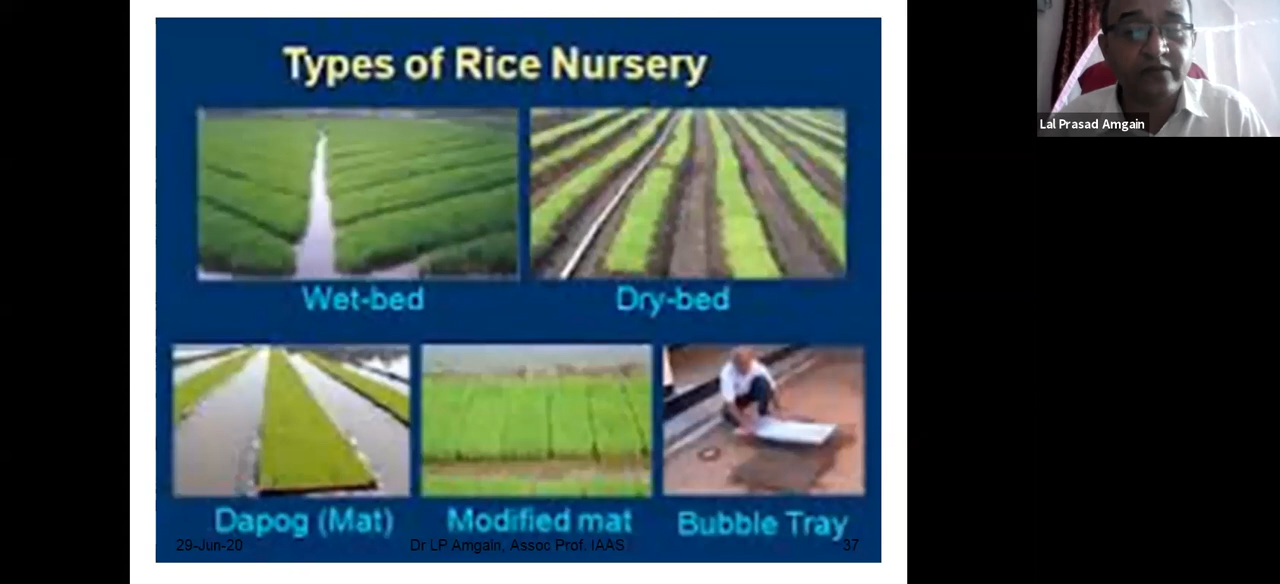 Types of Rice Nursery
Wet-bed
Dry-bed
Dapog (Mat)
Modified mat
Bubble Tray
29-Jun-20
Dr LP Amgain, Assoc Prof. IAAS
37
Lal Prasad Amgain